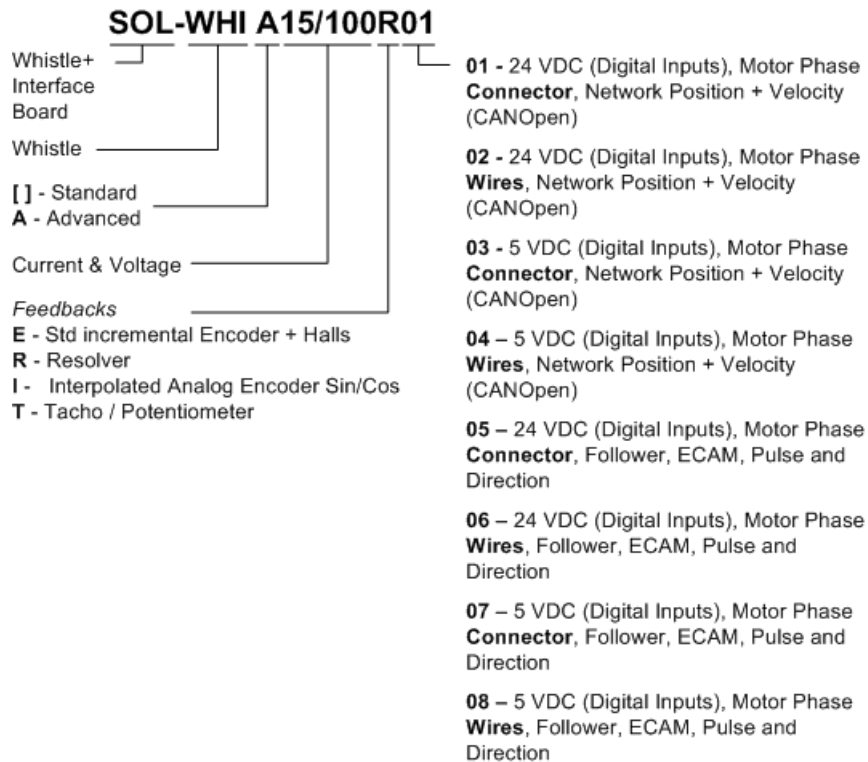 SOL-WHI A15/100R01
Whistle+
Interface
Board
Whistle
[ ] - Standard
A - Advanced
Current & Voltage
Feedbacks
E - Std incremental Encoder + Halls
R - Resolver
I - Interpolated Analog Encoder Sin/Cos
T - Tacho / Potentiometer
01 - 24 VDC (Digital Inputs), Motor Phase
Connector, Network Position + Velocity
(CANOpen)
02 - 24 VDC (Digital Inputs), Motor Phase
Wires, Network Position + Velocity
(CANOpen)
03 - 5 VDC (Digital Inputs), Motor Phase
Connector, Network Position + Velocity
(CANOpen)
04 – 5 VDC (Digital Inputs), Motor Phase
Wires, Network Position + Velocity
(CANOpen)
05 – 24 VDC (Digital Inputs), Motor Phase
Connector, Follower, ECAM, Pulse and
Direction
06 – 24 VDC (Digital Inputs), Motor Phase
Wires, Follower, ECAM, Pulse and
Direction
07 – 5 VDC (Digital Inputs), Motor Phase
Connector, Follower, ECAM, Pulse and
Direction
08 – 5 VDC (Digital Inputs), Motor Phase
Wires, Follower, ECAM, Pulse and
Direction